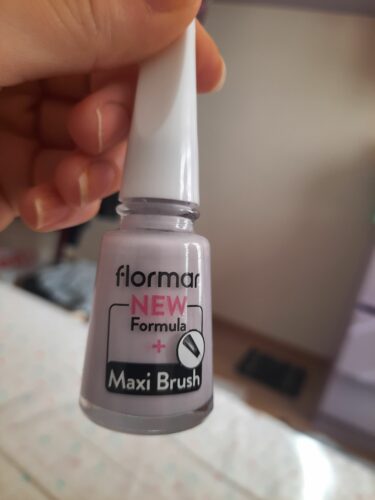 flormar
NEW
Formula
+
Maxi Brush